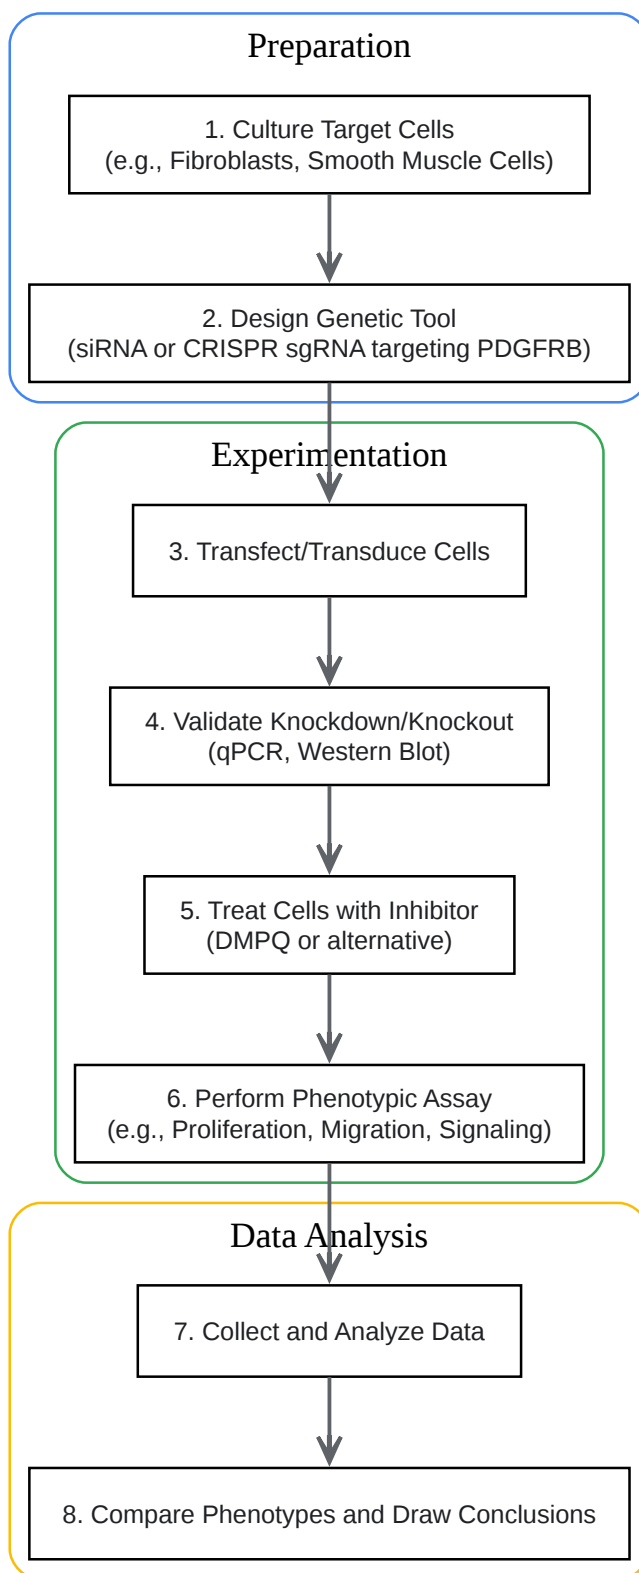 Preparation
1. Culture Target Cells
(e.g., Fibroblasts, Smooth Muscle Cells)
2. Design Genetic Tool
(siRNA or CRISPR sgRNA targeting PDGFRB)
Experimentation
3. Transfect/Transduce Cells
4. Validate Knockdown/Knockout
(qPCR, Western Blot)
5. Treat Cells with Inhibitor
(DMPQ or alternative)
6. Perform Phenotypic Assay
(e.g., Proliferation, Migration, Signaling)
Data Analysis
7. Collect and Analyze Data
8. Compare Phenotypes and Draw Conclusions